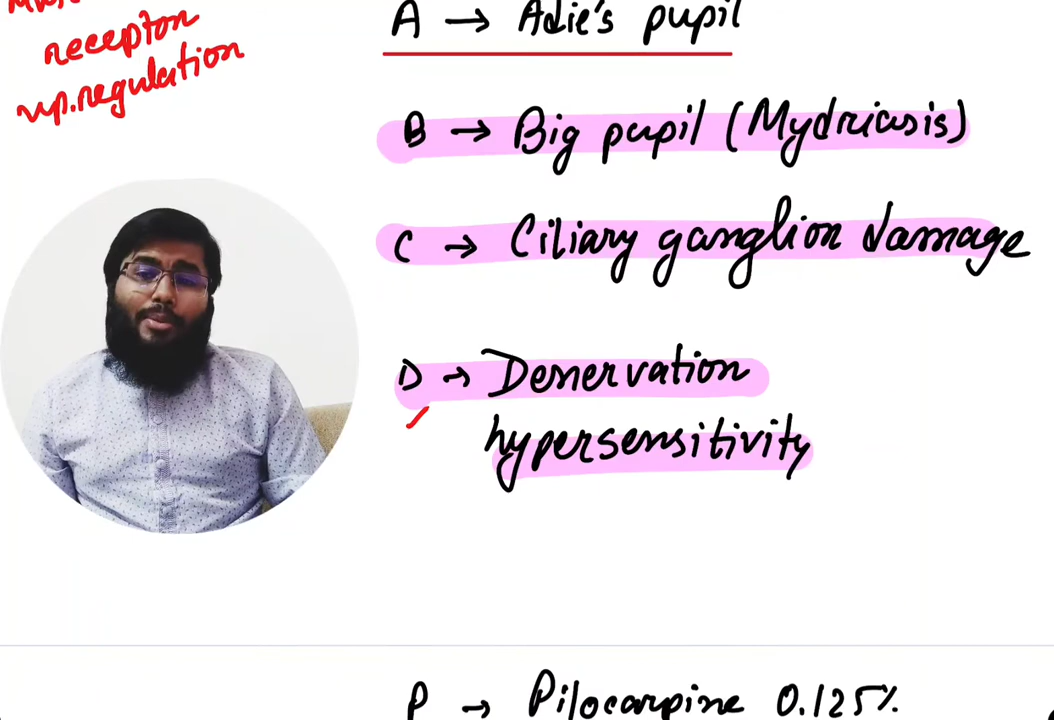 receptor
up.regulation
A → Adie's pupil
B → Big pupil (Mydriasis)
C → Ciliary ganglion damage
D → Denervation
hypersensitivity
P → Pilocarpine 0.125%